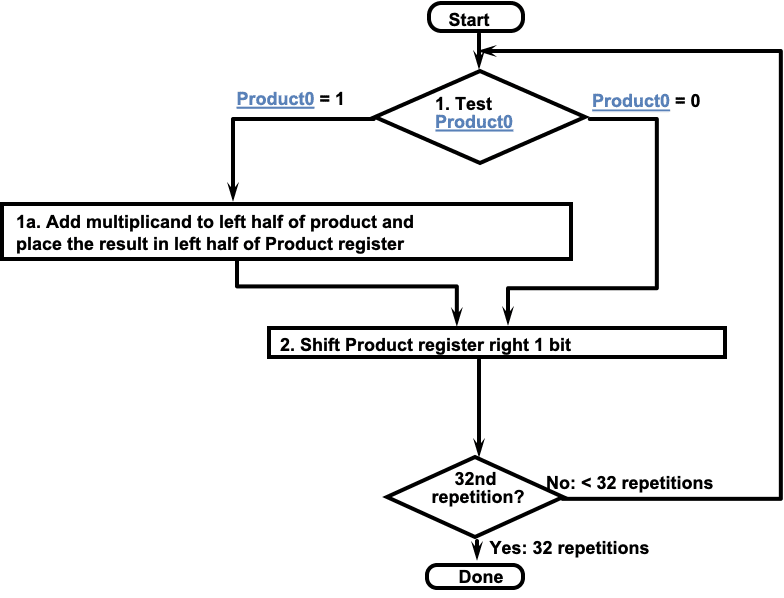 Start
Product0 = 1
1. Test
Product0
Product0 = 0
1a. Add multiplicand to left half of product and
place the result in left half of Product register
2. Shift Product register right 1 bit
32nd
repetition?
No: < 32 repetitions
Yes: 32 repetitions
Done